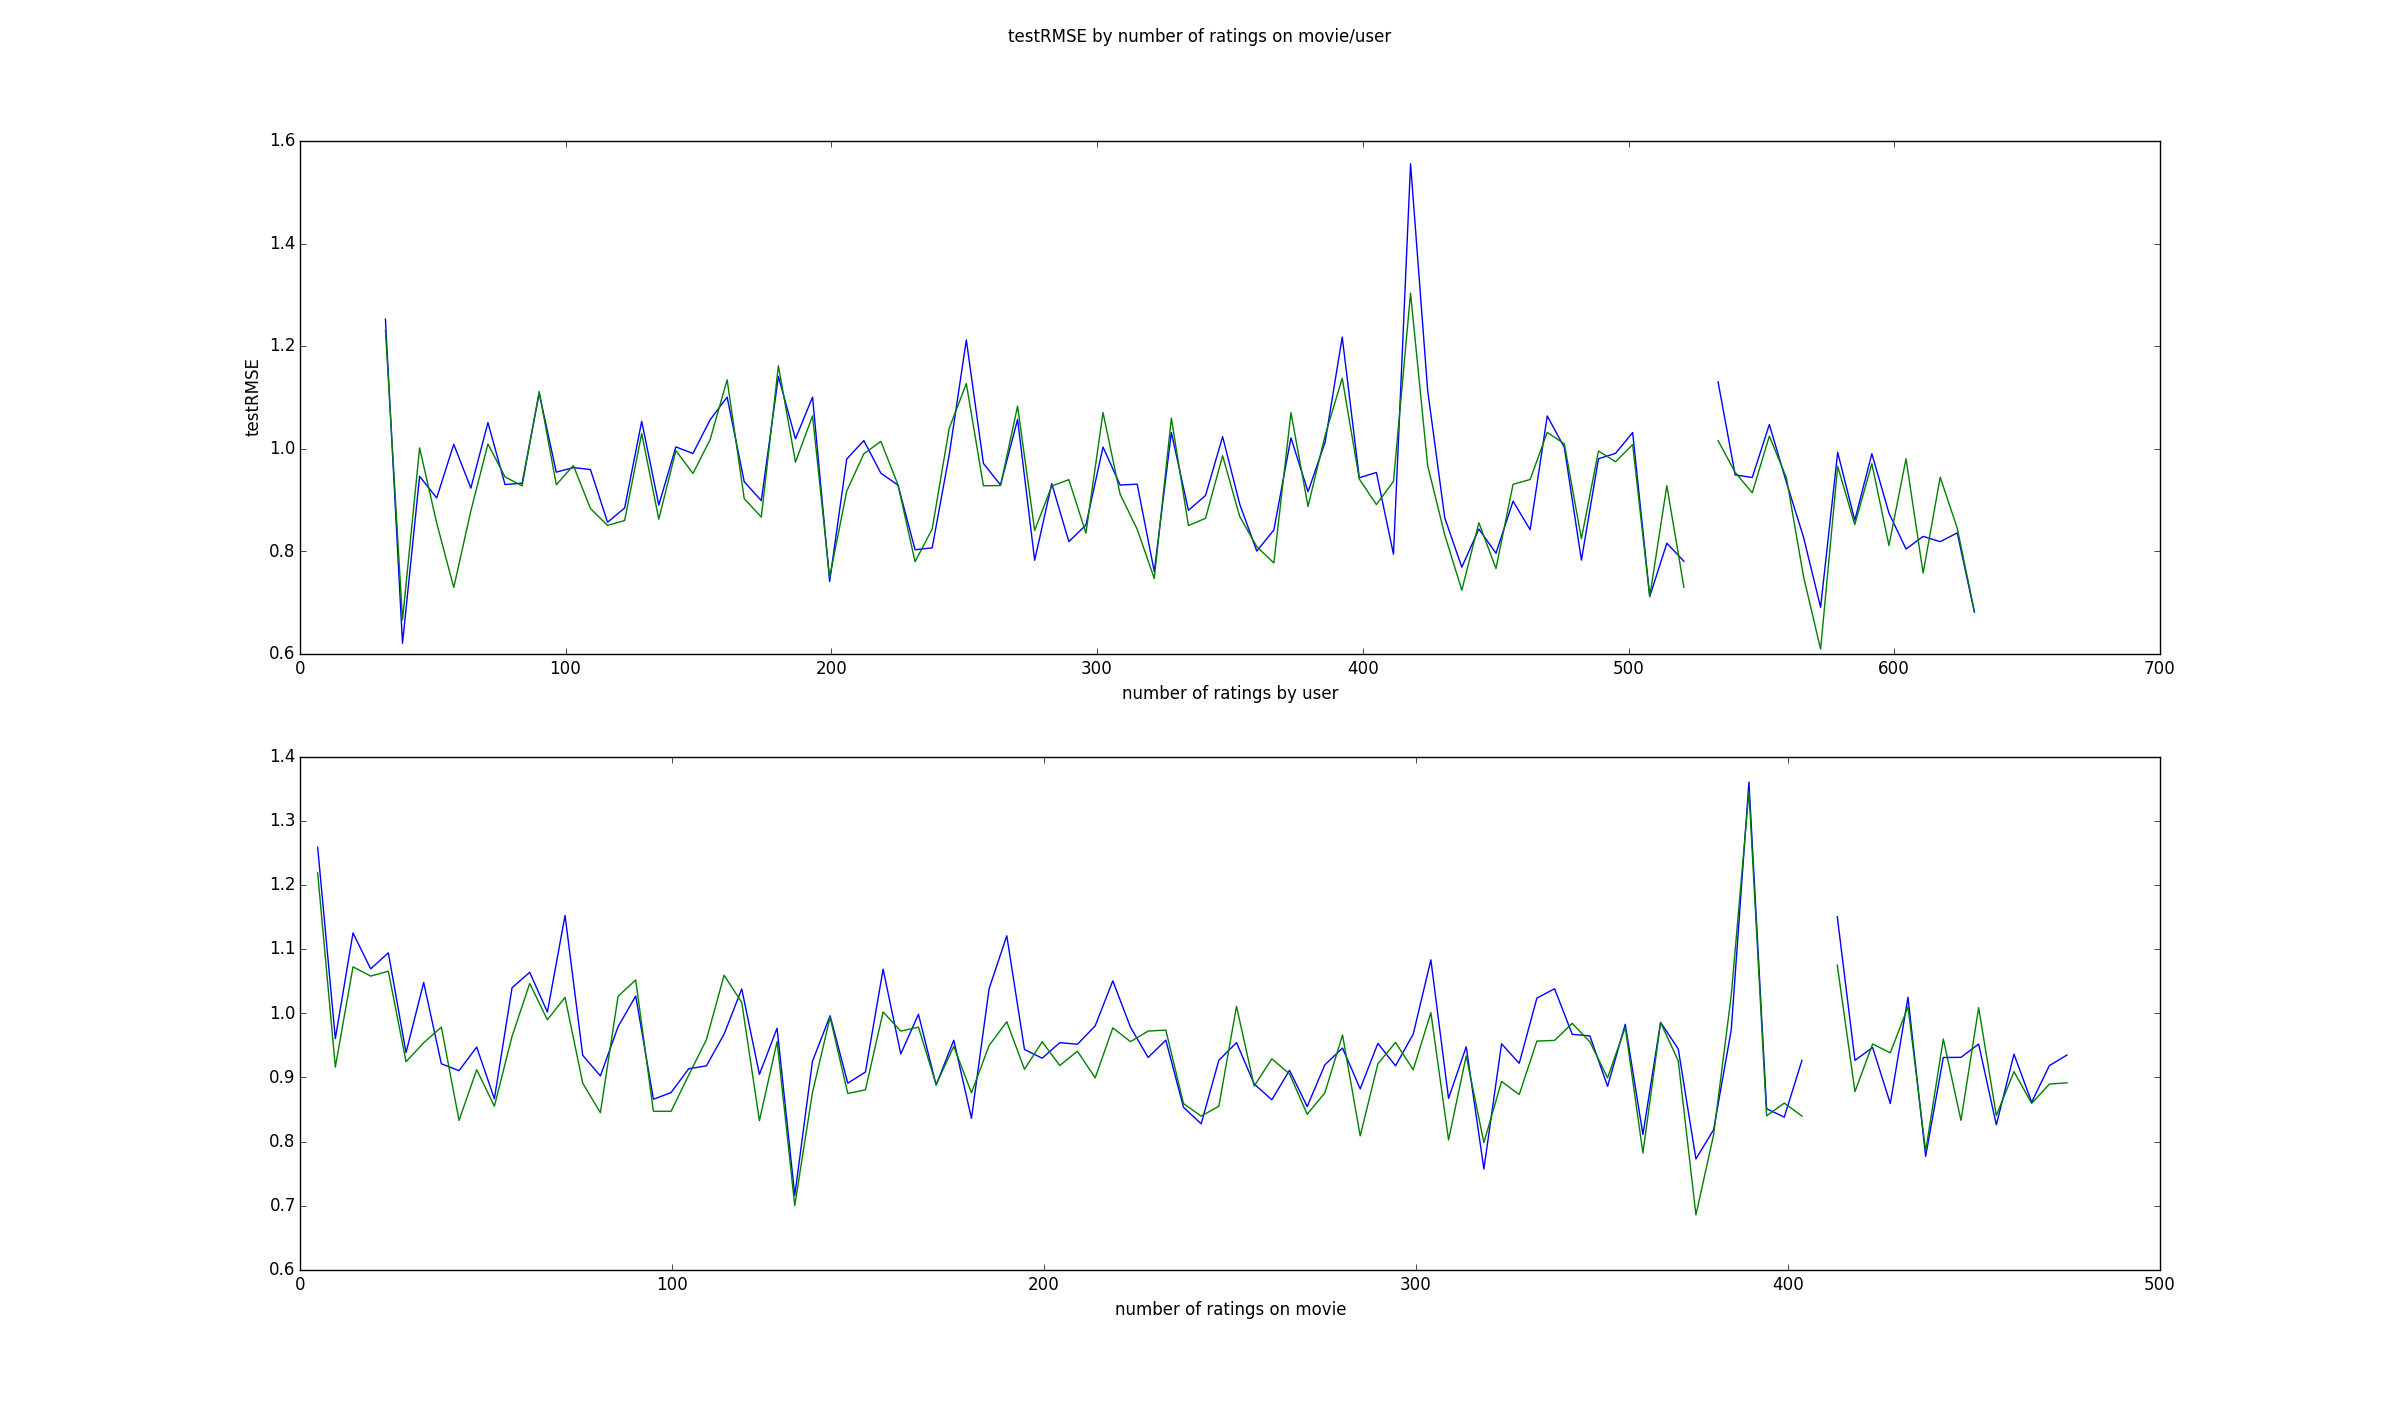 testRMSE by number of ratings on movie/user
1.6
1.4
1.2
1.0
0.8
0.6
testRMSE
0 100 200 300 400 500 600 700
number of ratings by user
1.4
1.3
1.2
1.1
1.0
0.9
0.8
0.7
0.6
0 100 200 300 400 500
number of ratings on movie